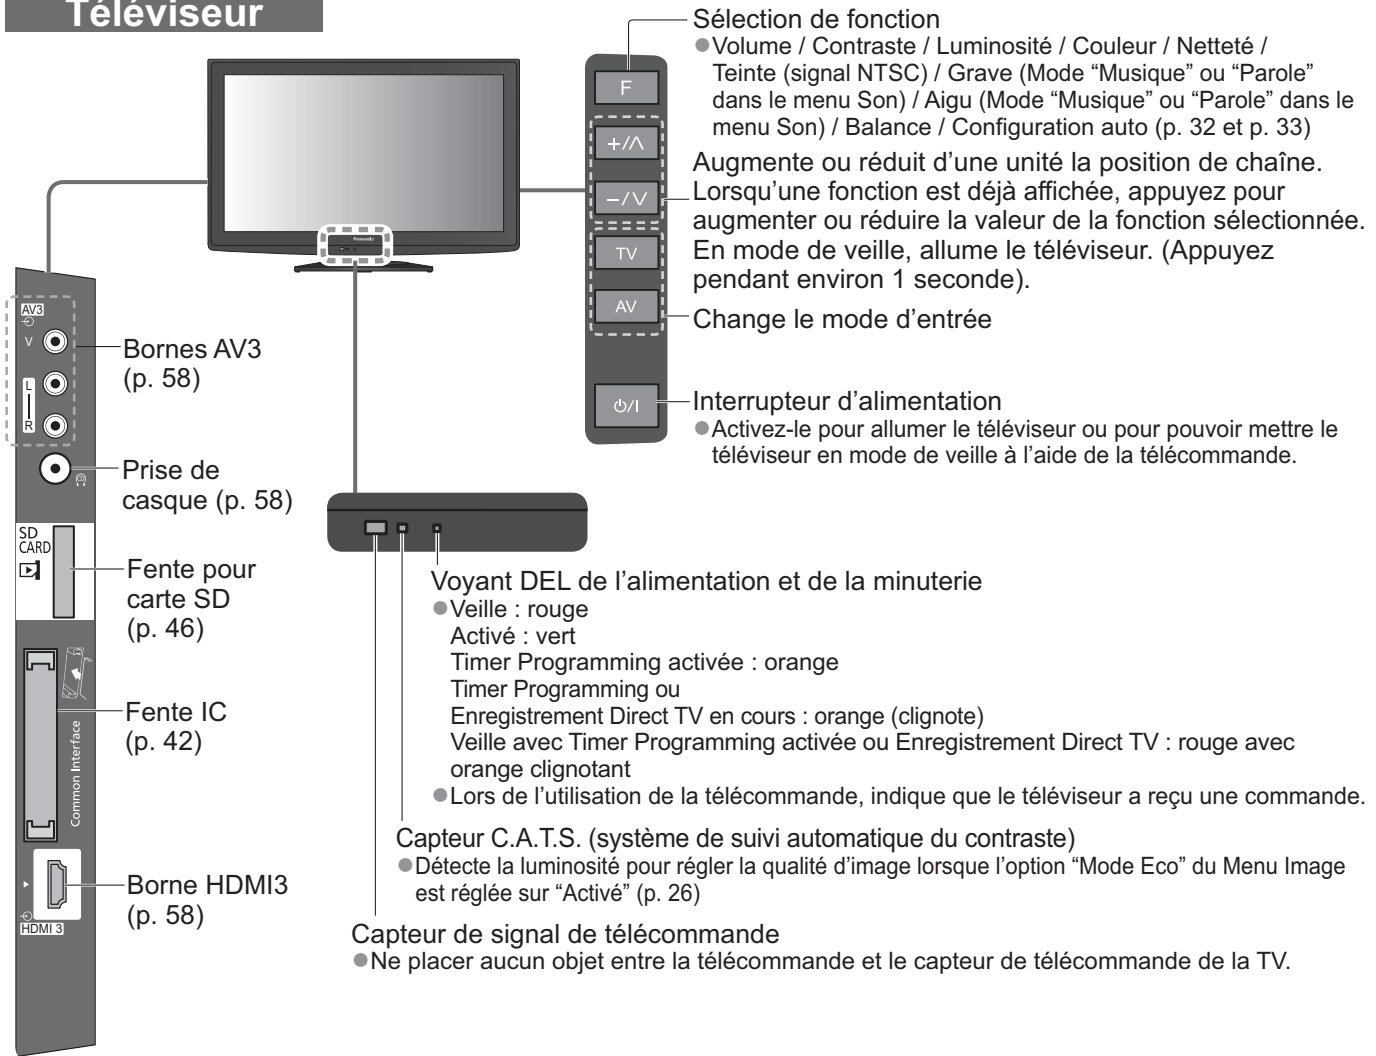 Téléviseur
Sélection de fonction
●Volume / Contraste / Luminosité / Couleur / Netteté /
Teinte (signal NTSC) / Grave (Mode “Musique” ou “Parole”
dans le menu Son) / Aigu (Mode “Musique” ou “Parole” dans le
menu Son) / Balance / Configuration auto (p. 32 et p. 33)
Augmente ou réduit d’une unité la position de chaîne.
Lorsqu’une fonction est déjà affichée, appuyez pour
augmenter ou réduire la valeur de la fonction sélectionnée.
En mode de veille, allume le téléviseur. (Appuyez
pendant environ 1 seconde).
Change le mode d’entrée
Interrupteur d’alimentation
●Activez-le pour allumer le téléviseur ou pour pouvoir mettre le
téléviseur en mode de veille à l’aide de la télécommande.
F
+/∧
−/∨
TV
AV
⏻/I
Panasonic
AV3
V
L
R
Bornes AV3
(p. 58)
Prise de
casque (p. 58)
SD
CARD
Fente pour
carte SD
(p. 46)
Common Interface
Fente IC
(p. 42)
Borne HDMI3
(p. 58)
HDMI 3
Voyant DEL de l’alimentation et de la minuterie
●Veille : rouge
Activé : vert
Timer Programming activée : orange
Timer Programming ou
Enregistrement Direct TV en cours : orange (clignote)
Veille avec Timer Programming activée ou Enregistrement Direct TV : rouge avec
orange clignotant
●Lors de l’utilisation de la télécommande, indique que le téléviseur a reçu une commande.
Capteur C.A.T.S. (système de suivi automatique du contraste)
●Détecte la luminosité pour régler la qualité d’image lorsque l’option “Mode Eco” du Menu Image
est réglée sur “Activé” (p. 26)
Capteur de signal de télécommande
●Ne placer aucun objet entre la télécommande et le capteur de télécommande de la TV.